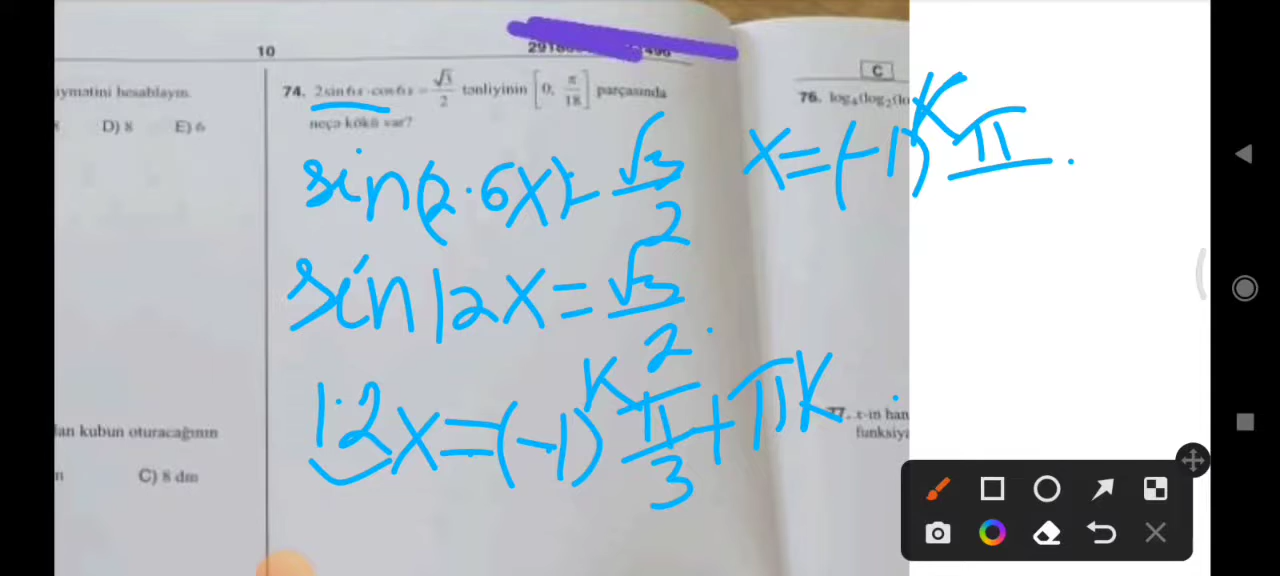 10
74. 2sin6x·cos6x = √3/2 tənliyinin [0, π/18] parçasında
neçə kökü var?
iymətini hesablayın.
D) 8 E) 6
lan kubun oturacağının
C) 8 dm
C
76. log₄(log₂(lo
77. x-in han
funksiya
sin(2·6x)=√3/2
sin12x=√3/2
12x=(-1)^k π/3+πk
x=(-1)^k π